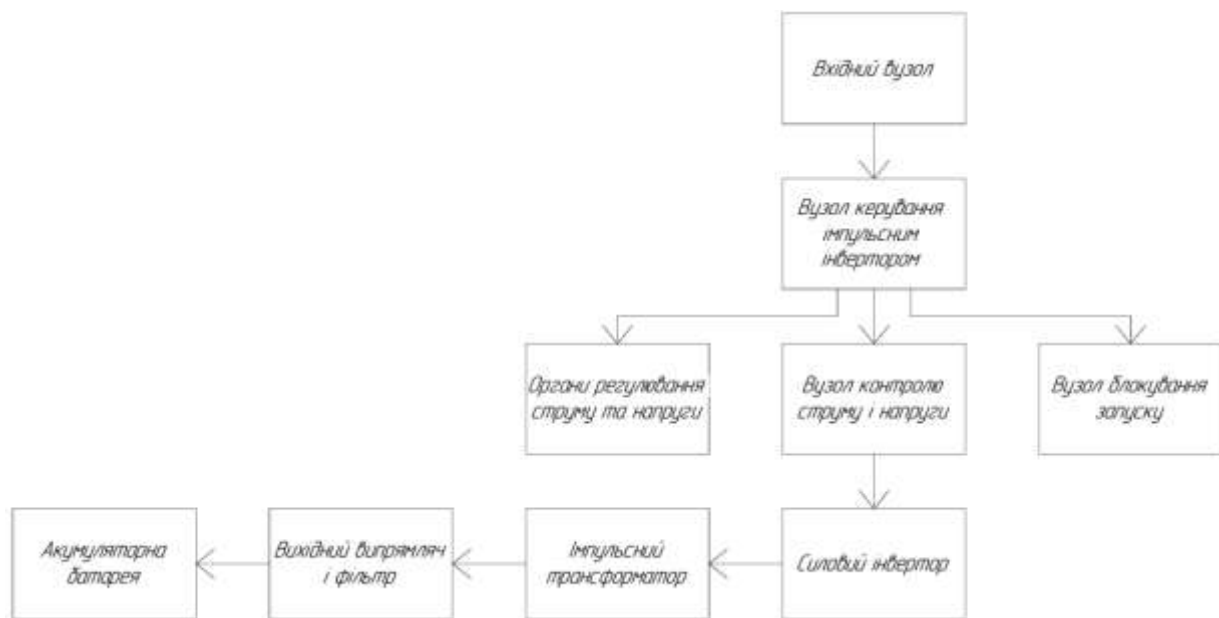 Вхідний вузол
Вузол керування
імпульсним
інвертором
Органи регулювання
струму та напруги
Вузол контролю
струму і напруги
Вузол блокування
запуску
Акумуляторна
батарея
Вихідний випрямляч
і фільтр
Імпульсний
трансформатор
Силовий інвертор